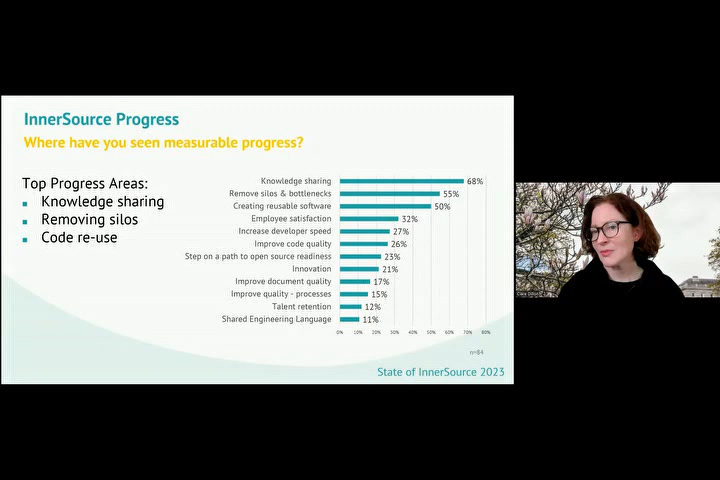 InnerSource Progress
Where have you seen measurable progress?
Top Progress Areas:
Knowledge sharing
Removing silos
Code re-use
Knowledge sharing 68%
Remove silos & bottlenecks 55%
Creating reusable software 50%
Employee satisfaction 32%
Increase developer speed 27%
Improve code quality 26%
Step on a path to open source readiness 23%
Innovation 21%
Improve document quality 17%
Improve quality - processes 15%
Talent retention 12%
Shared Engineering Language 11%
0% 10% 20% 30% 40% 50% 60% 70% 80%
n=84
State of InnerSource 2023